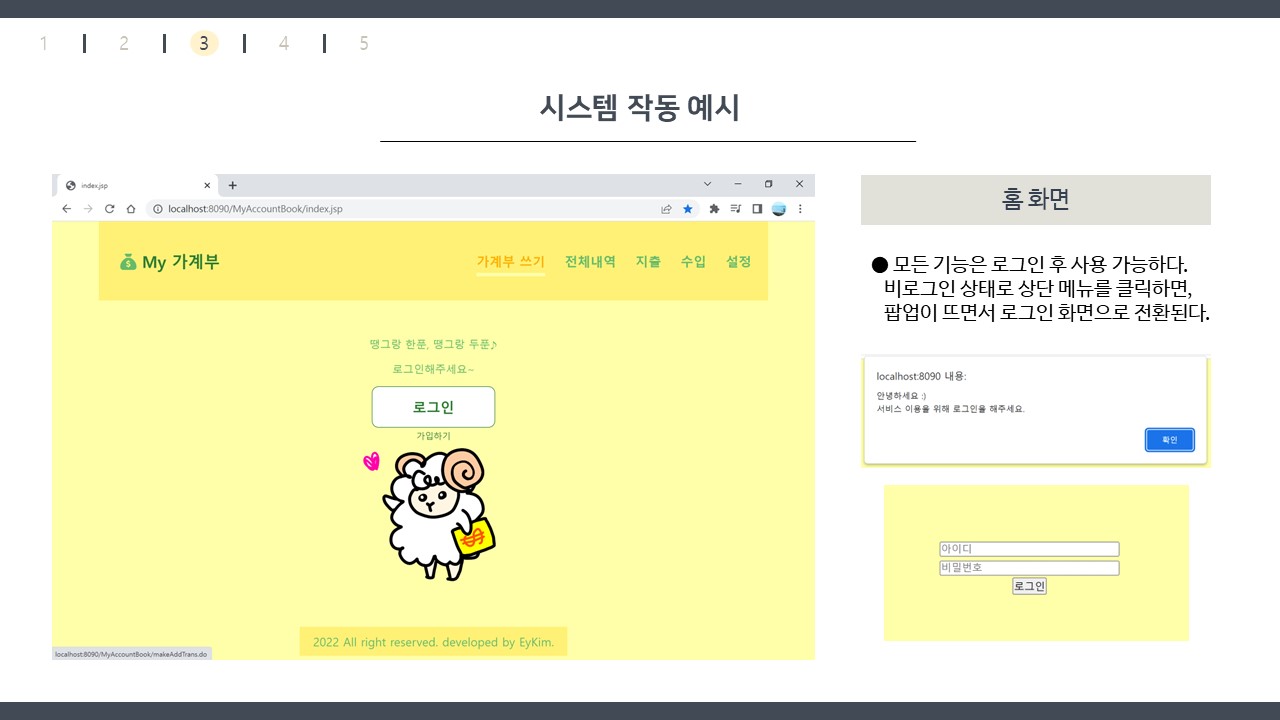 1 | 2 | 3 | 4 | 5
시스템 작동 예시
index.jsp
localhost:8090/MyAccountBook/index.jsp
My 가계부
가계부 쓰기 전체내역 지출 수입 설정
땡그랑 한푼, 땡그랑 두푼♪
로그인해주세요~
로그인
가입하기
2022 All right reserved. developed by EyKim.
localhost:8090/MyAccountBook/makeAddTrans.do
홈 화면
● 모든 기능은 로그인 후 사용 가능하다.
비로그인 상태로 상단 메뉴를 클릭하면,
팝업이 뜨면서 로그인 화면으로 전환된다.
localhost:8090 내용:
안녕하세요 :)
서비스 이용을 위해 로그인을 해주세요.
확인
아이디
비밀번호
로그인